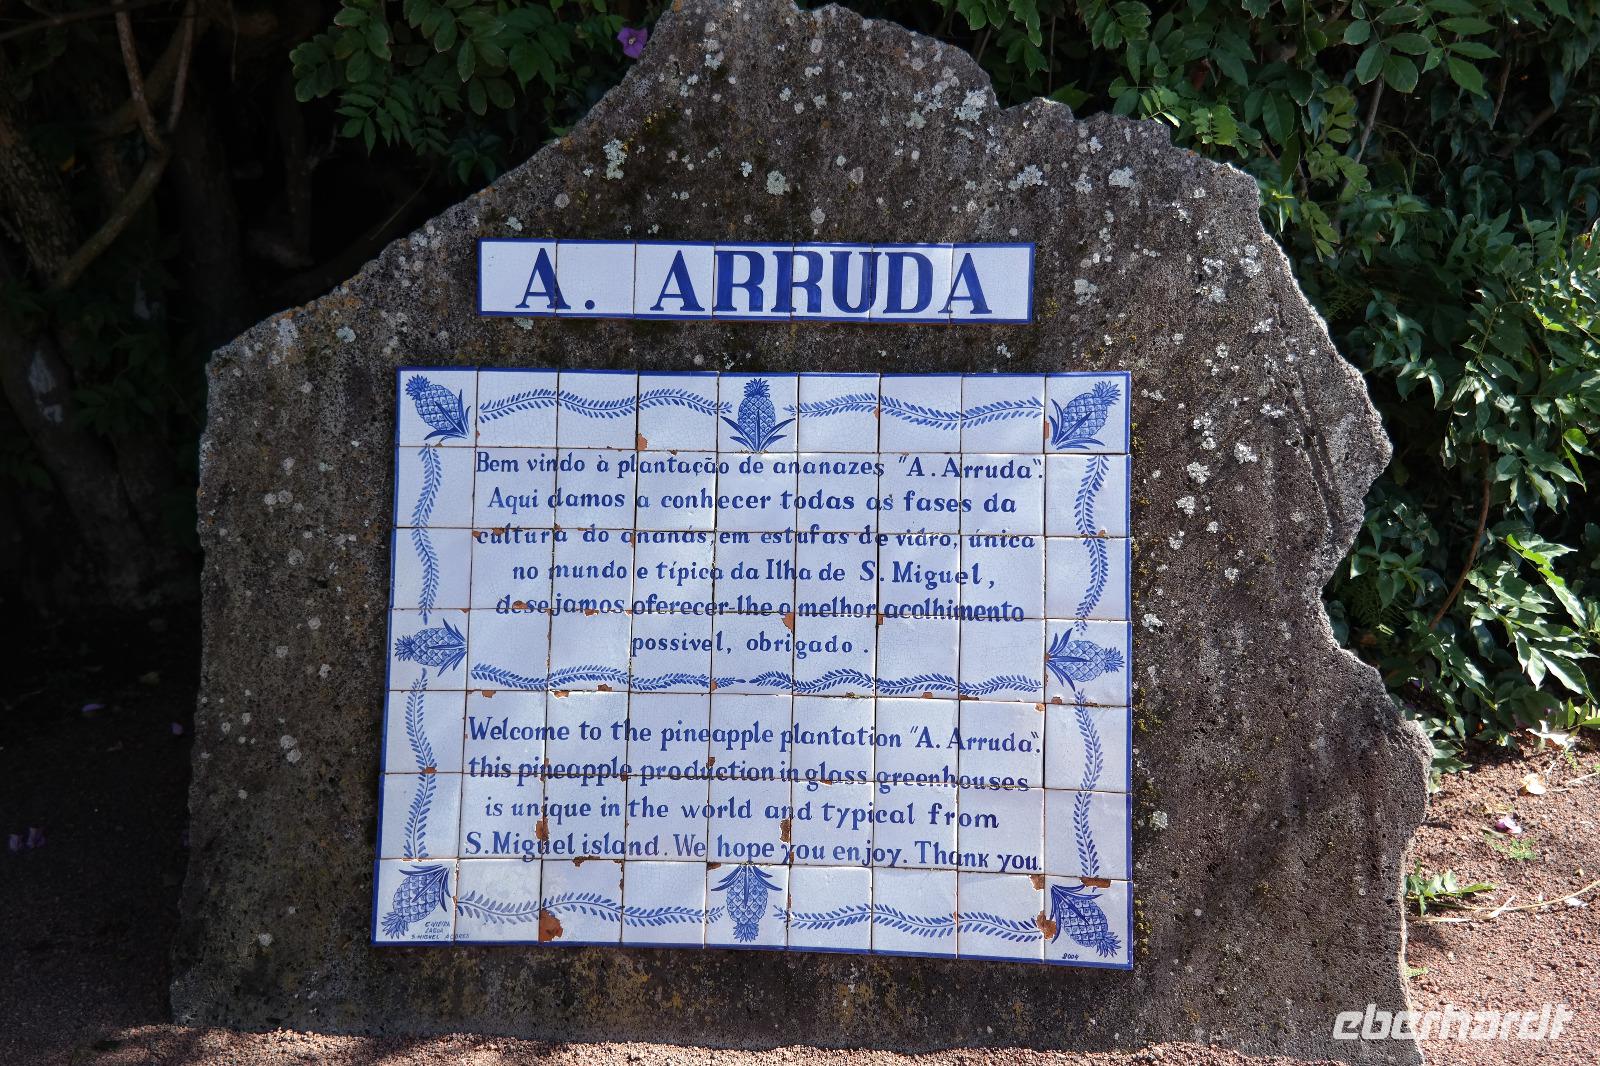 A. ARRUDA
Bem vindo à plantação de ananazes "A. Arruda".
Aqui damos a conhecer todas as fases da
cultura do ananás, em estufas de vidro, única
no mundo e típica da Ilha de S. Miguel,
desejamos oferecer-lhe o melhor acolhimento
possivel, obrigado.
Welcome to the pineapple plantation "A. Arruda".
this pineapple production in glass greenhouses
is unique in the world and typical from
S. Miguel island. We hope you enjoy. Thank you.
LAGOA
S. MIGUEL AÇORES
2004
eberhardt